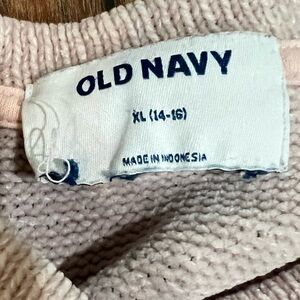 OLD NAVY
XL (14-16)
MADE IN INDONESIA